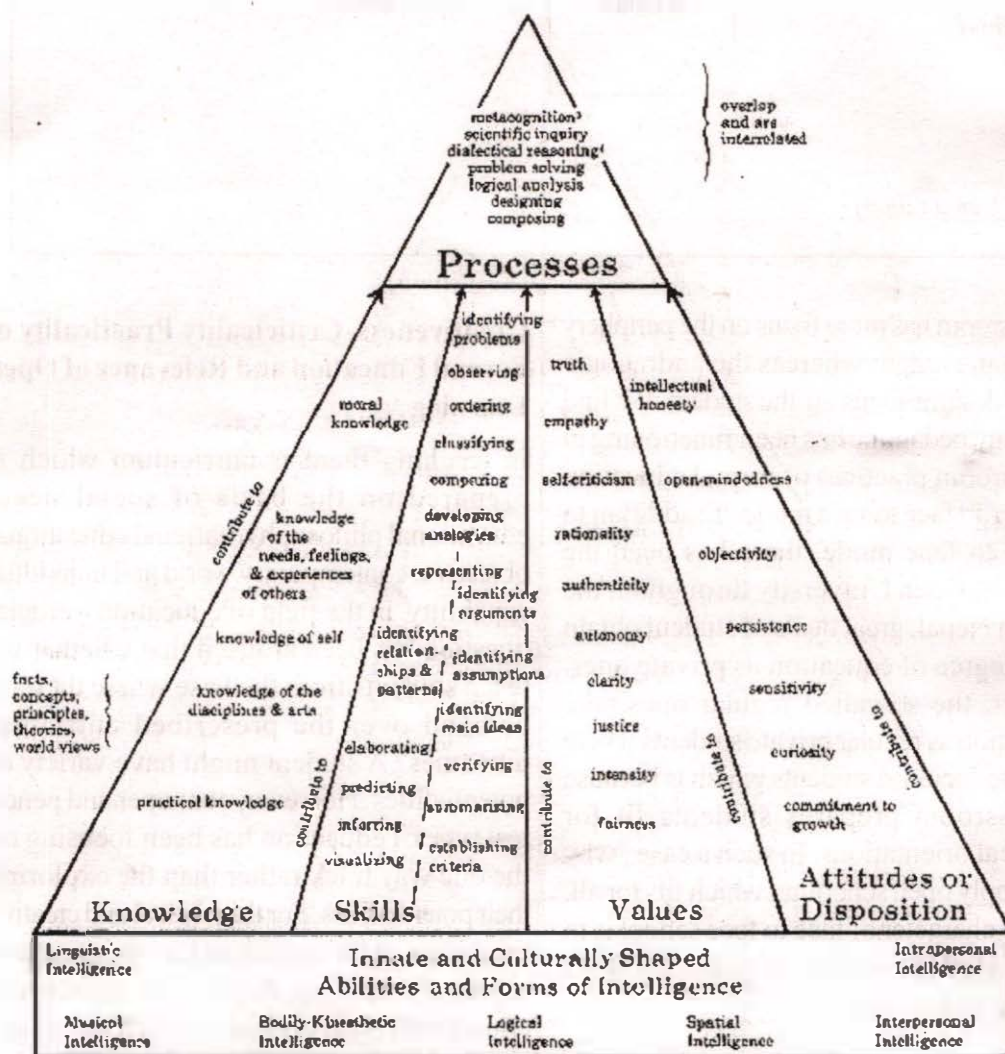 metacognition³
scientific inquiry
dialectical reasoning⁴
problem solving
logical analysis
designing
composing
overlap
and are
interrelated
Processes
identifying
problems
observing
ordering
classifying
comparing
developing
analogies
representing
identifying
arguments
identifying
relation-
ships &
patterns
identifying
assumptions
identifying
main ideas
elaborating
verifying
predicting
summarizing
inferring
establishing
criteria
visualizing
moral
knowledge
contribute to
knowledge
of the
needs, feelings,
& experiences
of others
knowledge of self
facts,
concepts,
principles,
theories,
world views
knowledge of the
disciplines & arts
practical knowledge
contribute to
contribute to
truth
intellectual
honesty
empathy
self-criticism
open-mindedness
rationality
objectivity
authenticity
persistence
autonomy
clarity
sensitivity
justice
intensity
commitment to
growth
fairness
contribute to
contribute to
Knowledge
Skills
Values
Attitudes or
Disposition
Linguistic
Intelligence
Innate and Culturally Shaped
Abilities and Forms of Intelligence
Intrapersonal
Intelligence
Musical
Intelligence
Bodily-Kinesthetic
Intelligence
Logical
Intelligence
Spatial
Intelligence
Interpersonal
Intelligence